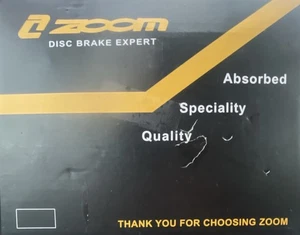 ZOOM
DISC BRAKE EXPERT
Absorbed
Speciality
Quality
THANK YOU FOR CHOOSING ZOOM